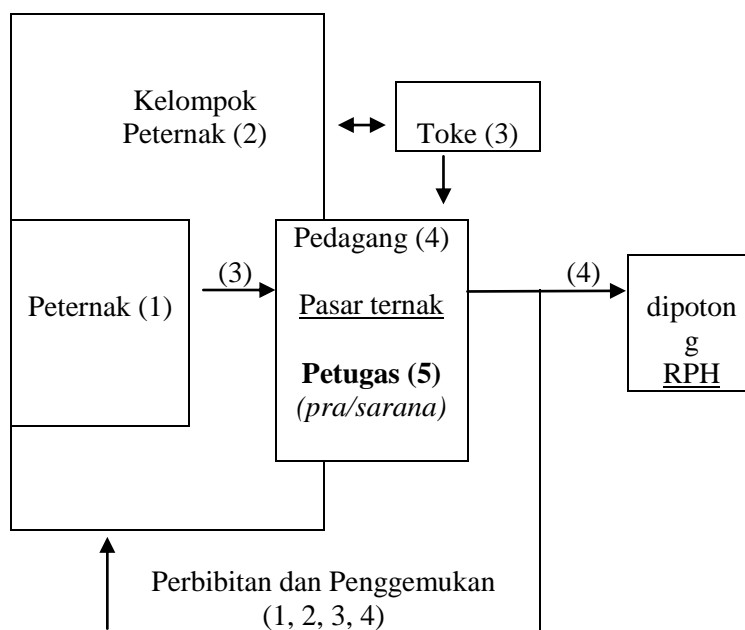 Kelompok
Peternak (2)
Toke (3)
Peternak (1)
(3)
Pedagang (4)
Pasar ternak
Petugas (5)
(pra/sarana)
(4)
dipoton
g
RPH
Perbibitan dan Penggemukan
(1, 2, 3, 4)